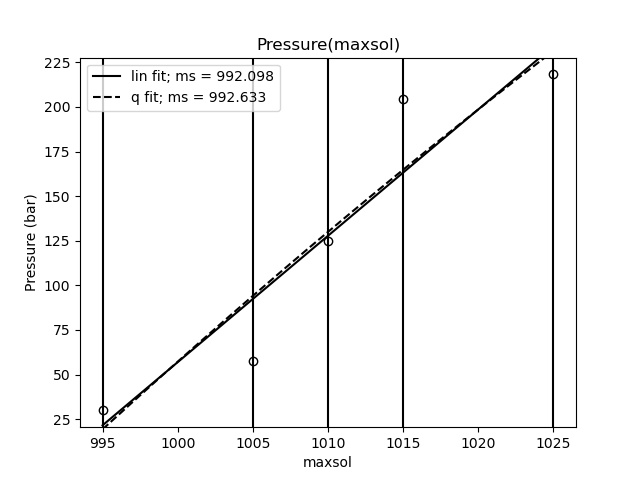 Pressure(maxsol)
lin fit; ms = 992.098
q fit; ms = 992.633
Pressure (bar)
225
200
175
150
125
100
75
50
25
995 1000 1005 1010 1015 1020 1025
maxsol